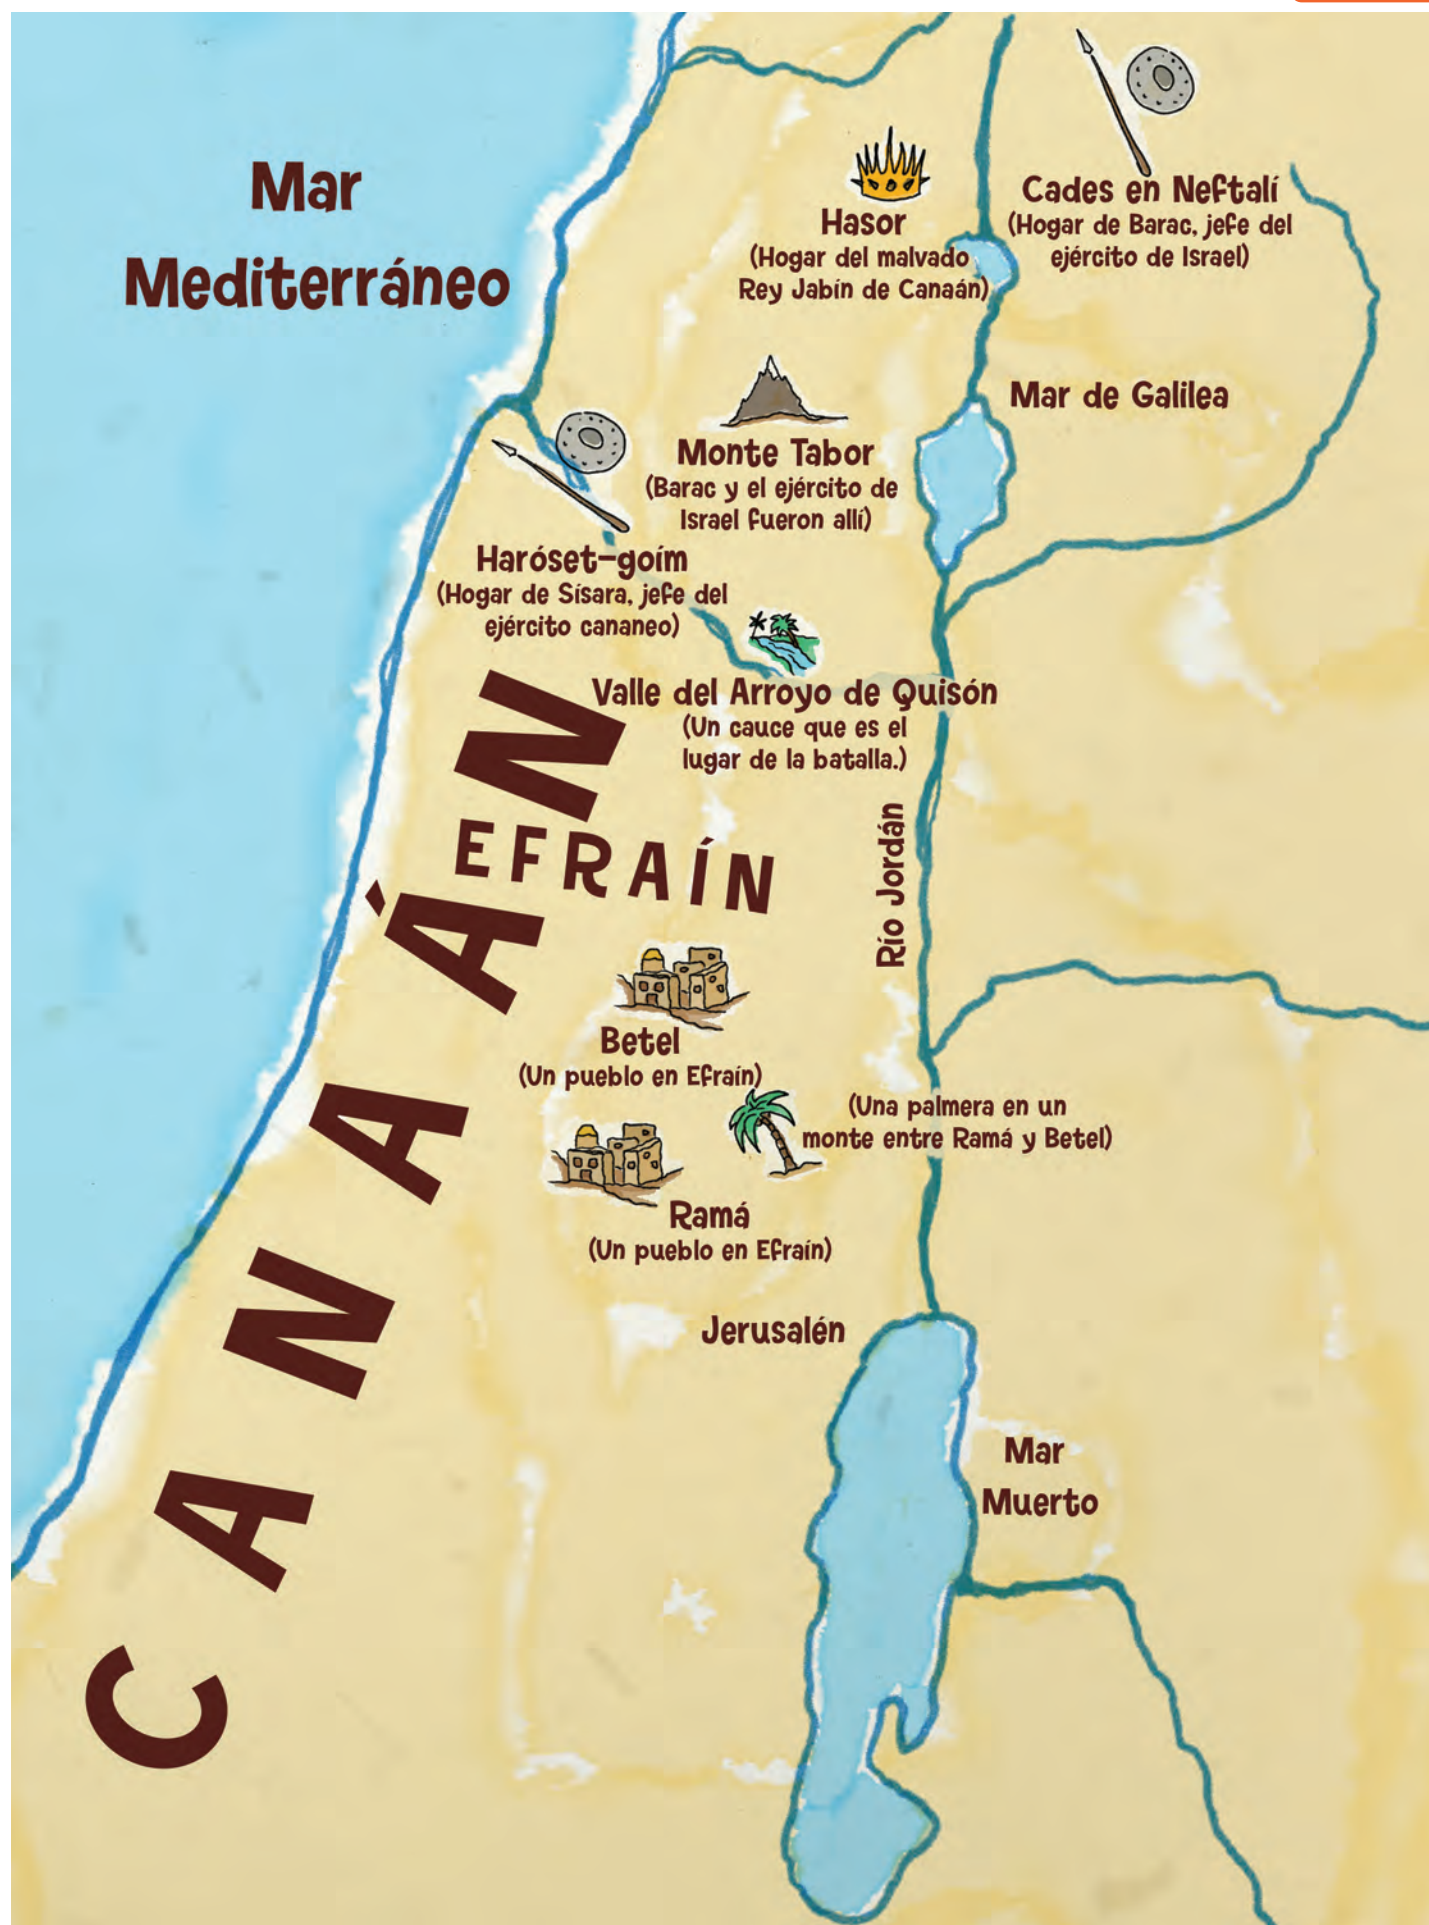 Mar
Mediterráneo
Hasor
(Hogar del malvado
Rey Jabín de Canaán)
Cades en Neftalí
(Hogar de Barac, jefe del
ejército de Israel)
Mar de Galilea
Monte Tabor
(Barac y el ejército de
Israel fueron allí)
Haróset-goím
(Hogar de Sísara, jefe del
ejército cananeo)
Valle del Arroyo de Quisón
(Un cauce que es el
lugar de la batalla.)
CANAÁN
EFRAÍN
Río Jordán
Betel
(Un pueblo en Efraín)
(Una palmera en un
monte entre Ramá y Betel)
Ramá
(Un pueblo en Efraín)
Jerusalén
Mar
Muerto